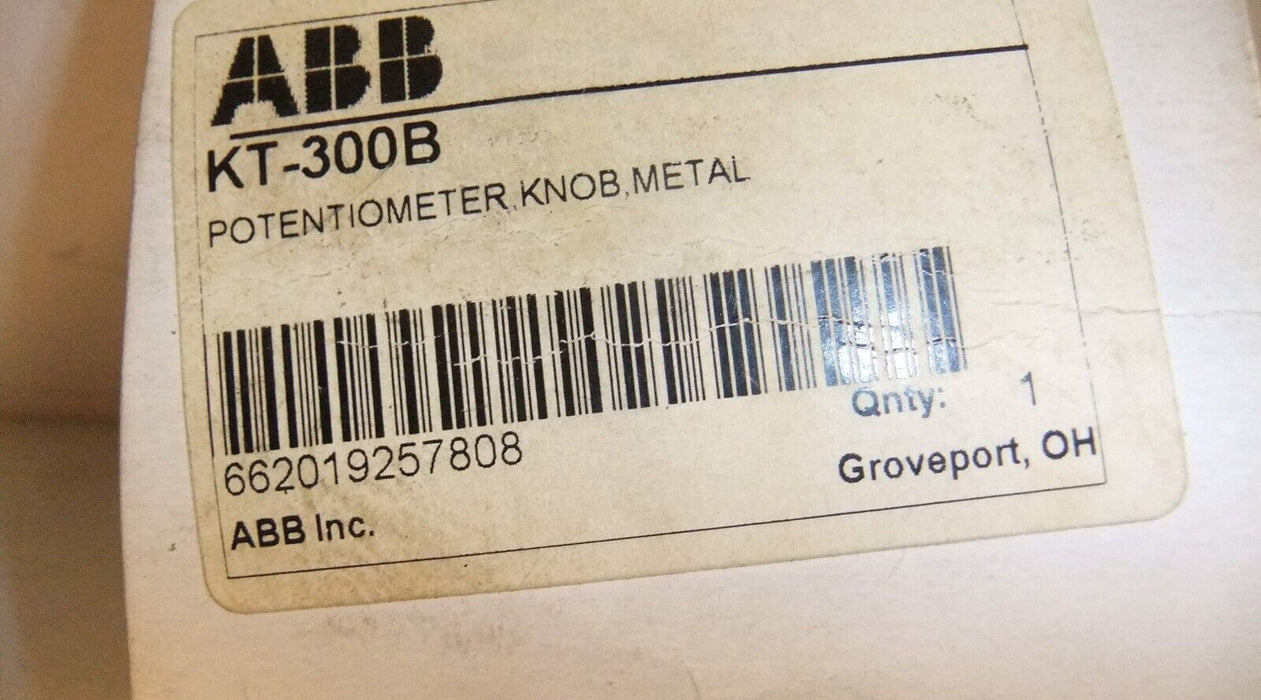 ABB
KT-300B
POTENTIOMETER,KNOB,METAL
662019257808
Qnty: 1
ABB Inc.
Groveport, OH